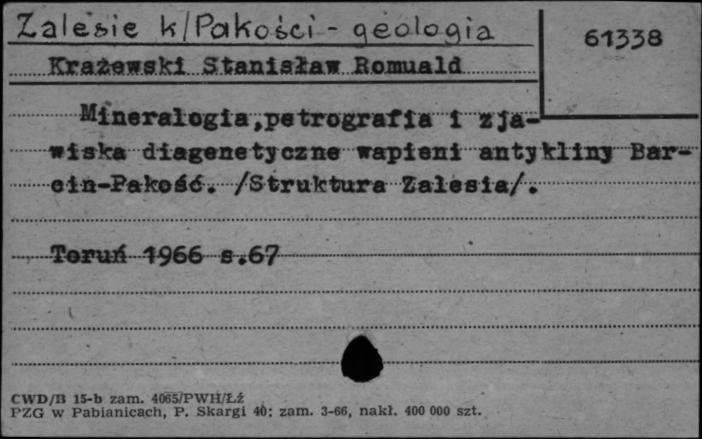 Zalesie k/Pakości - geologia
61338
Krażewski Stanisław Romuald
Mineralogia,petrografia i zja-
wiska diagenetyczne wapieni antykliny Bar-
cin-Pakość. /Struktura Zalesia/.
Toruń 1966 s.67
CWD/B 15-b zam. 4065/PWH/Łź
PZG w Pabianicach, P. Skargi 40; zam. 3-66, nakł. 400 000 szt.